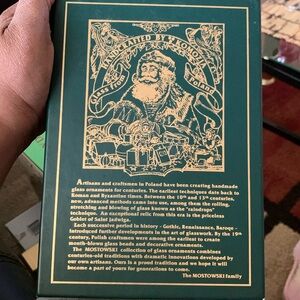 HANDCRAFTED BY MEMBERS OF
Glass from
Poland
Artisans and craftsmen in Poland have been creating handmade
glass ornaments for centuries. The earliest techniques date back to
Roman and Byzantine times. Between the 10th and 13th centuries,
new, advanced methods came into use, among them the rolling,
stretching and blowing of glass known as the "raindrops"
technique. An exceptional relic from this era is the priceless
Goblet of Saint Jadwiga.
Each successive period in history - Gothic, Renaissance, Baroqe -
introduced further developments in the art of glasswork. By the 19th
century, Polish craftsmen were among the earliest to create
mouth-blown glass beads and decorative ornaments.
The MOSTOWSKI collection of glass ornaments combines
centuries-old traditions with dramatic innovations developed by
our own artisans. Ours is a proud tradition and we hope it will
become a part of yours for generations to come.
The MOSTOWSKI family